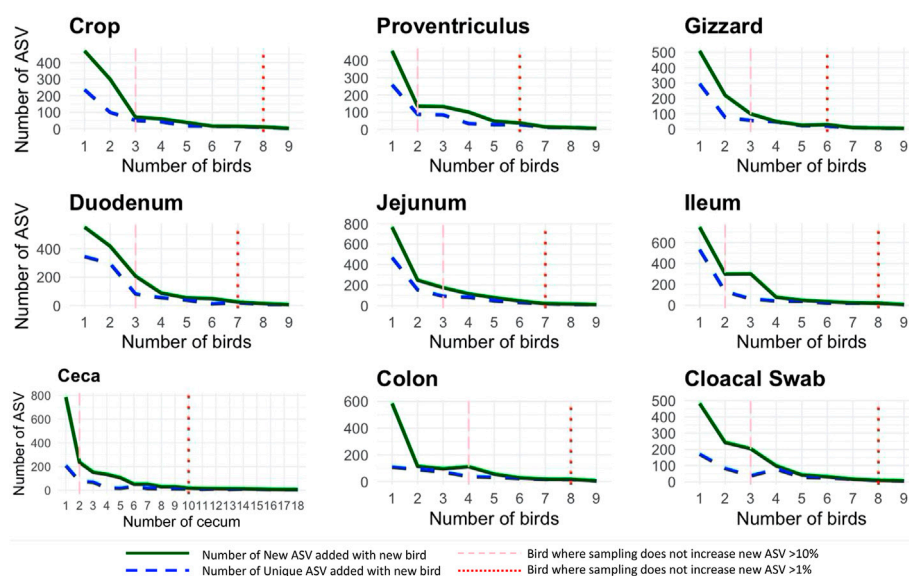 Crop
Proventriculus
Gizzard
Number of ASV
400
300
200
100
0
1 2 3 4 5 6 7 8 9
Number of birds
400
300
200
100
0
1 2 3 4 5 6 7 8 9
Number of birds
500
400
300
200
100
0
1 2 3 4 5 6 7 8 9
Number of birds
Duodenum
Jejunum
Ileum
Number of ASV
400
200
0
1 2 3 4 5 6 7 8 9
Number of birds
800
600
400
200
0
1 2 3 4 5 6 7 8 9
Number of birds
600
400
200
0
1 2 3 4 5 6 7 8 9
Number of birds
Ceca
Colon
Cloacal Swab
Number of ASV
800
600
400
200
0
1 2 3 4 5 6 7 8 9 10 11 12 13 14 15 16 17 18
Number of cecum
600
400
200
0
1 2 3 4 5 6 7 8 9
Number of birds
500
400
300
200
100
0
1 2 3 4 5 6 7 8 9
Number of birds
Number of New ASV added with new bird
Bird where sampling does not increase new ASV >10%
Number of Unique ASV added with new bird
Bird where sampling does not increase new ASV >1%